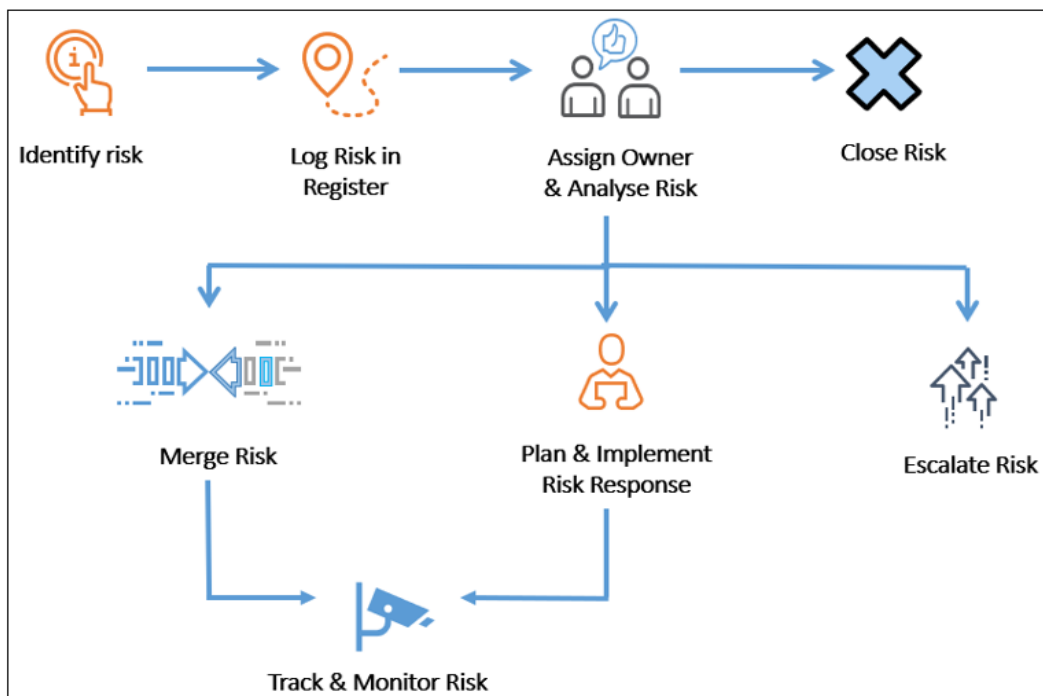 Identify risk
Log Risk in
Register
Assign Owner
& Analyse Risk
Close Risk
Merge Risk
Plan & Implement
Risk Response
Escalate Risk
Track & Monitor Risk